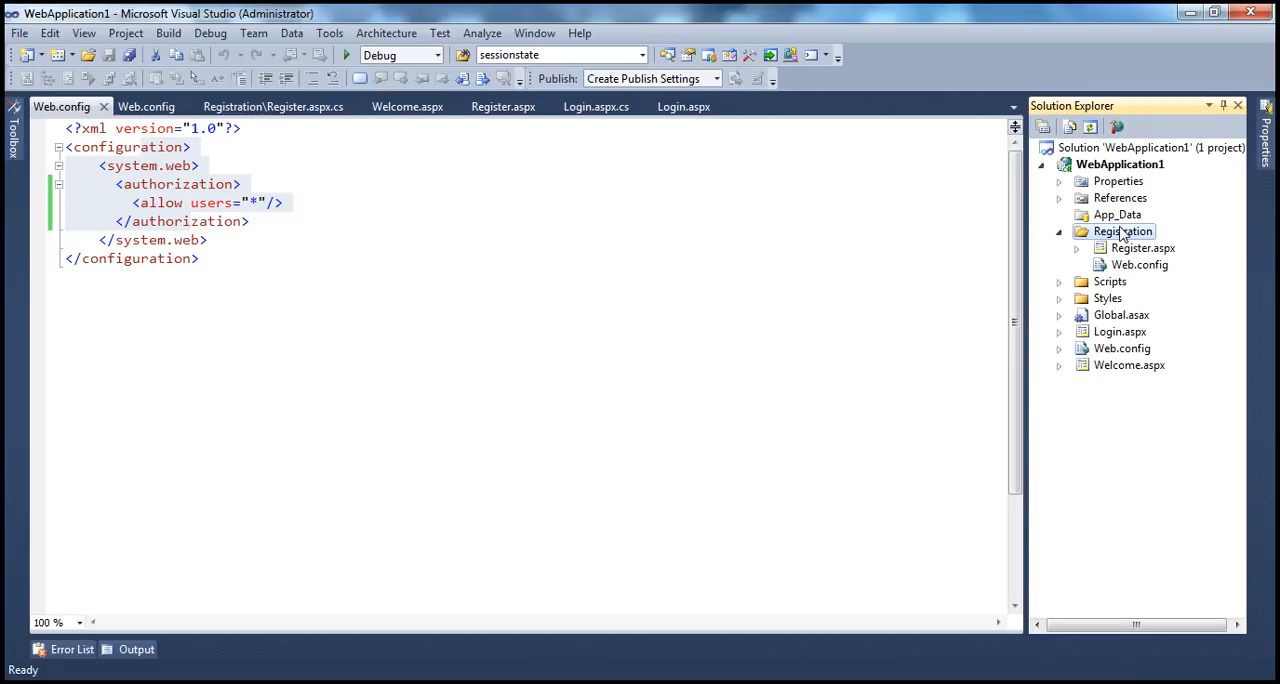 WebApplication1 - Microsoft Visual Studio (Administrator)
File Edit View Project Build Debug Team Data Tools Architecture Test Analyze Window Help
Debug sessionstate
Publish: Create Publish Settings
Web.config Web.config Registration\Register.aspx.cs Welcome.aspx Register.aspx Login.aspx.cs Login.aspx
Toolbox
<?xml version="1.0"?>
<configuration>
<system.web>
<authorization>
<allow users="*"/>
</authorization>
</system.web>
</configuration>
100 %
Solution Explorer
Solution 'WebApplication1' (1 project)
WebApplication1
Properties
References
App_Data
Registration
Register.aspx
Web.config
Scripts
Styles
Global.asax
Login.aspx
Web.config
Welcome.aspx
Properties
Error List Output
Ready